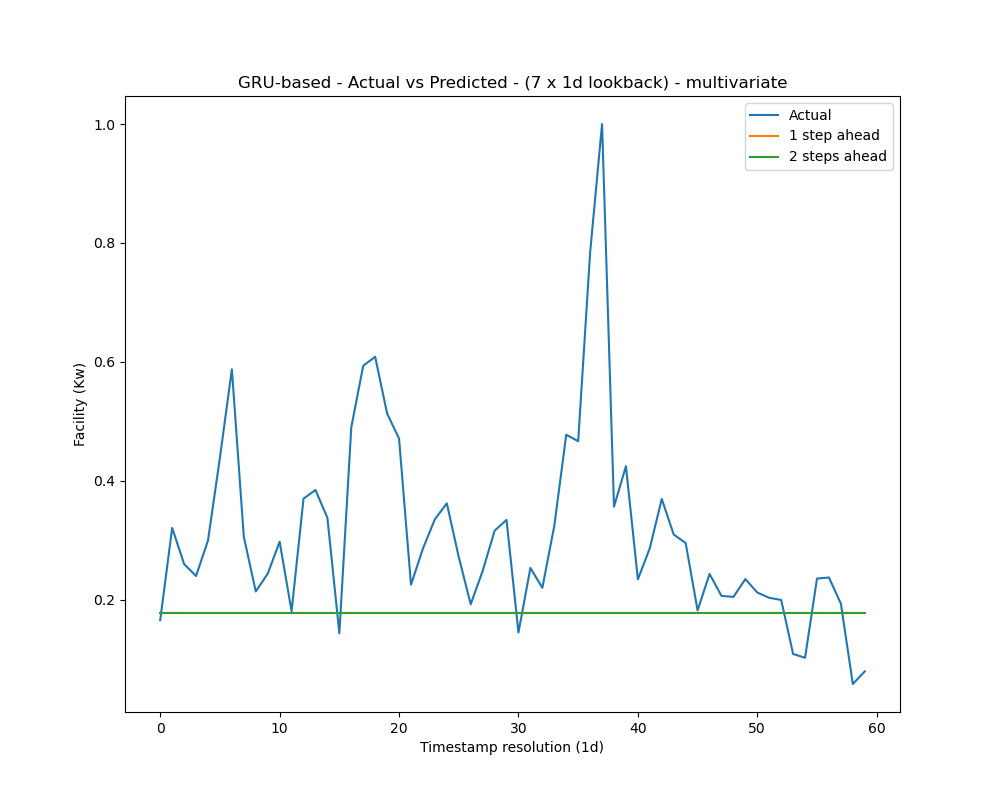 GRU-based - Actual vs Predicted - (7 x 1d lookback) - multivariate
Actual
1 step ahead
2 steps ahead
1.0
0.8
0.6
0.4
0.2
Facility (Kw)
0 10 20 30 40 50 60
Timestamp resolution (1d)